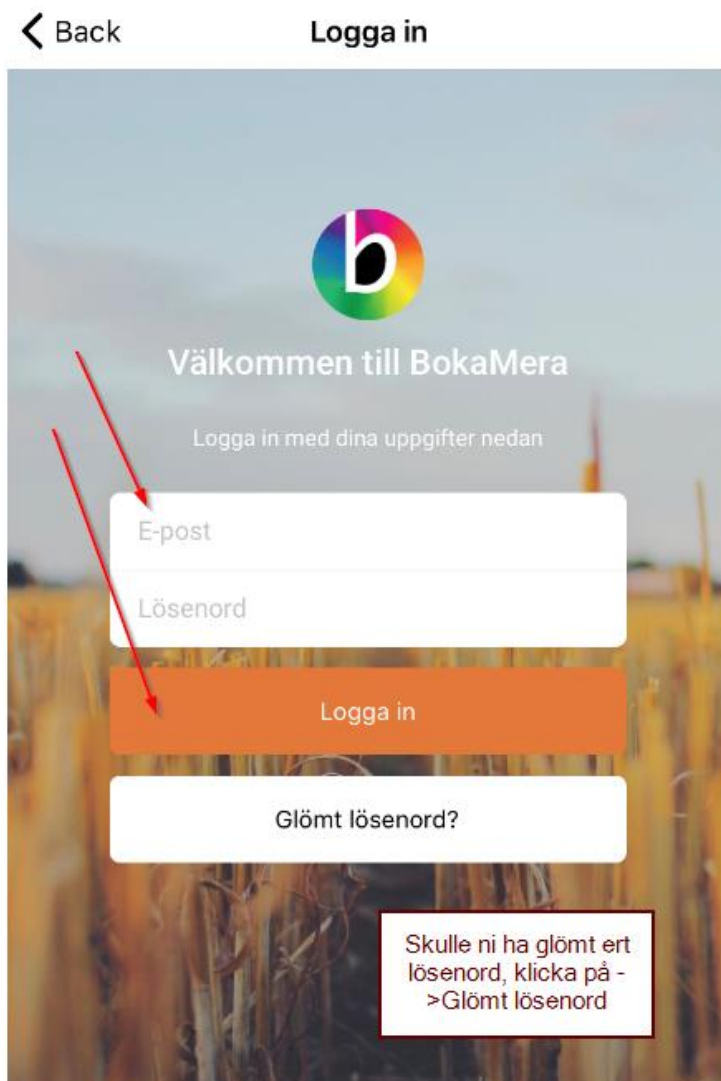 Back
Logga in
b
Välkommen till BokaMera
Logga in med dina uppgifter nedan
E-post
Lösenord
Logga in
Glömt lösenord?
Skulle ni ha glömt ert
lösenord, klicka på -
>Glömt lösenord